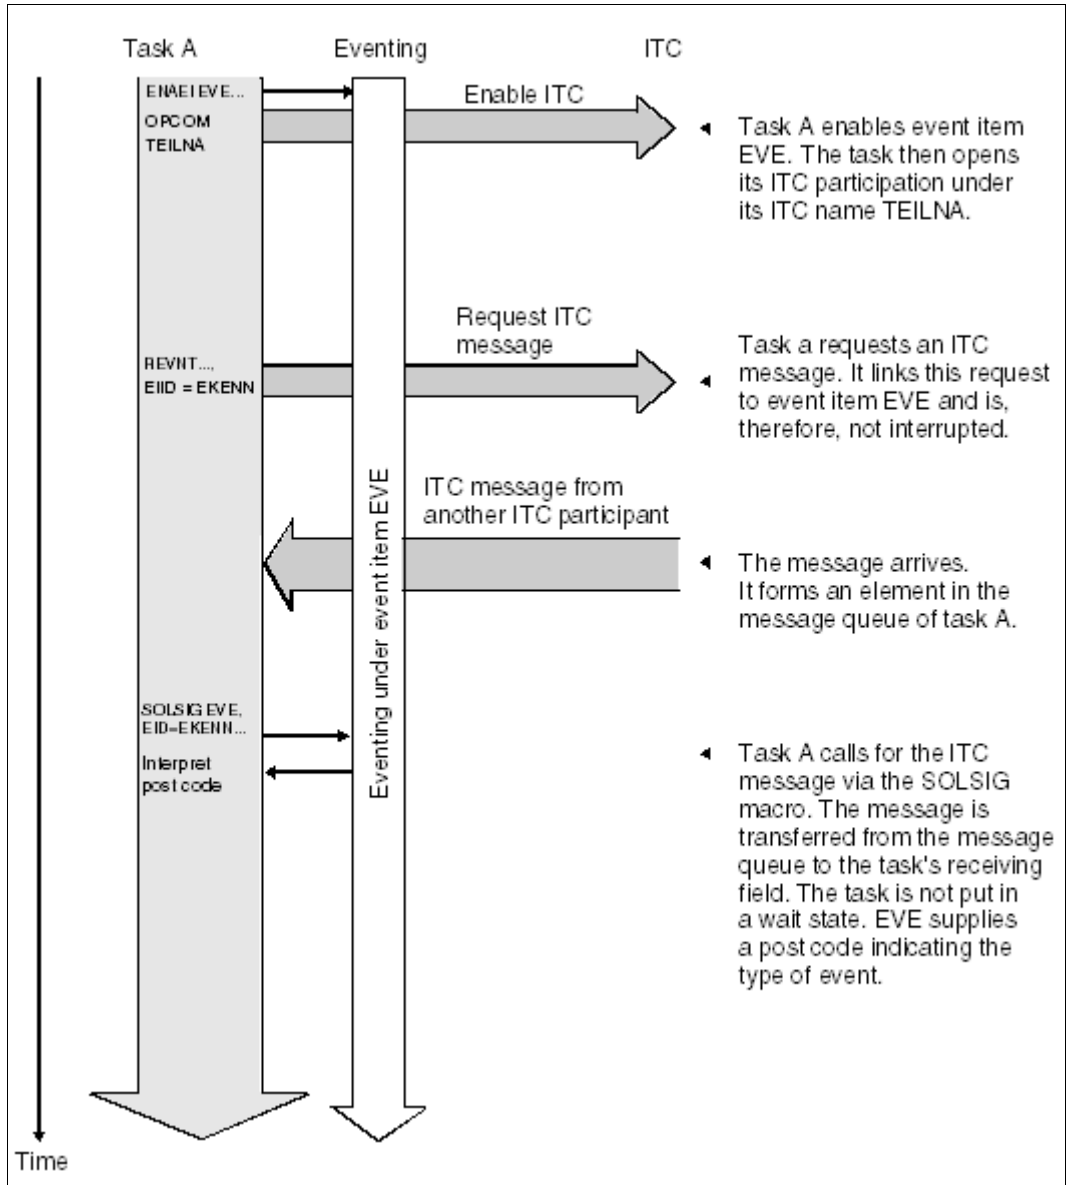 Task A
Eventing
ITC
ENAEI EVE...
Enable ITC
OPCOM
TEILNA
Task A enables event item
EVE. The task then opens
its ITC participation under
its ITC name TEILNA.
Request ITC
message
REVNT...,
EIID = EKENN
Task a requests an ITC
message. It links this request
to event item EVE and is,
therefore, not interrupted.
ITC message from
another ITC participant
Eventing under event item EVE
The message arrives.
It forms an element in the
message queue of task A.
SOLSIG EVE,
EID=EKENN...
Interpret
post code
Task A calls for the ITC
message via the SOLSIG
macro. The message is
transferred from the message
queue to the task's receiving
field. The task is not put in
a wait state. EVE supplies
a post code indicating the
type of event.
Time